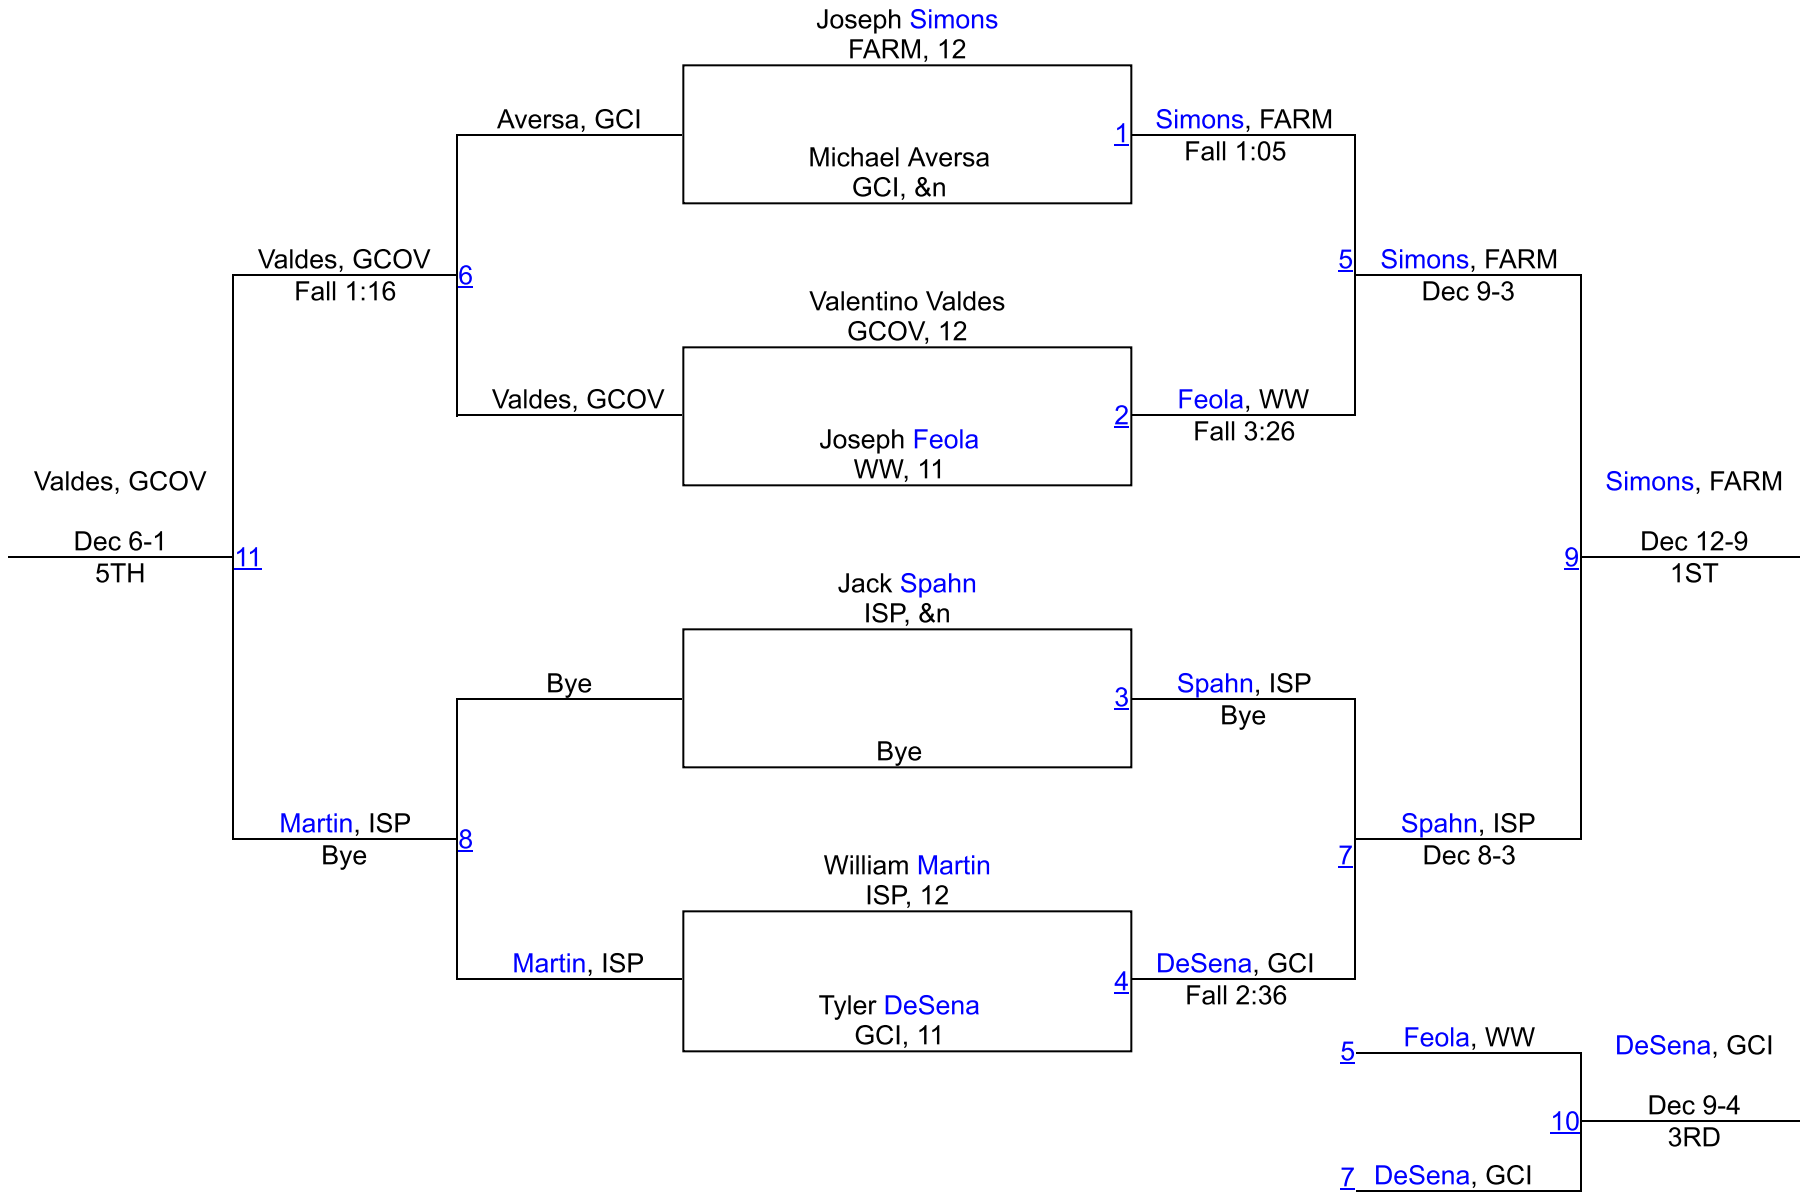 Joseph Simons
FARM, 12
Aversa, GCI
1
Simons, FARM
Fall 1:05
Michael Aversa
GCI, &n
Valdes, GCOV
Fall 1:16
6
5
Simons, FARM
Dec 9-3
Valentino Valdes
GCOV, 12
Valdes, GCOV
2
Feola, WW
Fall 3:26
Joseph Feola
WW, 11
Valdes, GCOV
Dec 6-1
5TH
11
Simons, FARM
9
Dec 12-9
1ST
Jack Spahn
ISP, &n
Bye
3
Spahn, ISP
Bye
Bye
Martin, ISP
Bye
8
7
Spahn, ISP
Dec 8-3
William Martin
ISP, 12
Martin, ISP
4
DeSena, GCI
Fall 2:36
Tyler DeSena
GCI, 11
5
Feola, WW
DeSena, GCI
10
Dec 9-4
3RD
7
DeSena, GCI